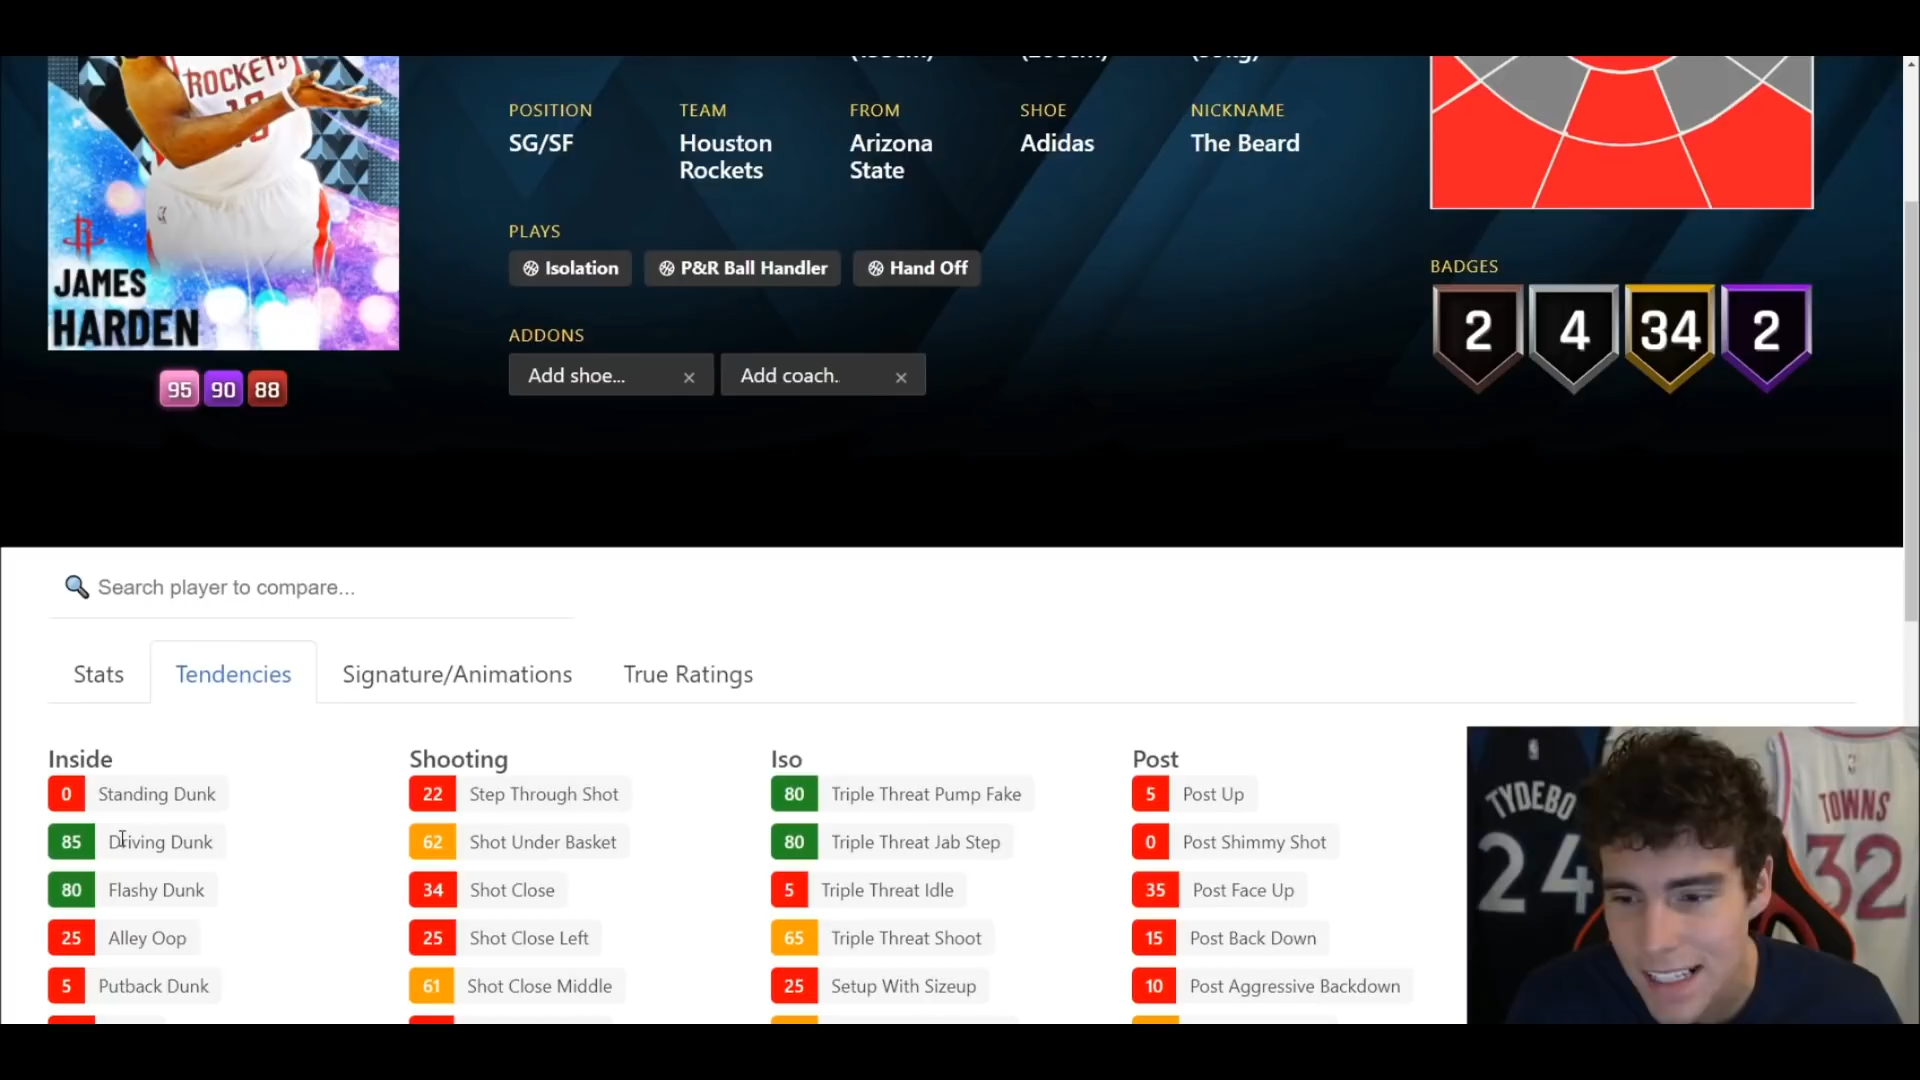 ROCKETS
13
JAMES
HARDEN
95 90 88
POSITION
SG/SF
TEAM
Houston
Rockets
FROM
Arizona
State
SHOE
Adidas
NICKNAME
The Beard
PLAYS
Isolation
P&R Ball Handler
Hand Off
ADDONS
Add shoe... ×
Add coach. ×
BADGES
2 4 34 2
Search player to compare...
Stats Tendencies Signature/Animations True Ratings
Inside
0 Standing Dunk
85 Driving Dunk
80 Flashy Dunk
25 Alley Oop
5 Putback Dunk
Shooting
22 Step Through Shot
62 Shot Under Basket
34 Shot Close
25 Shot Close Left
61 Shot Close Middle
Iso
80 Triple Threat Pump Fake
80 Triple Threat Jab Step
5 Triple Threat Idle
65 Triple Threat Shoot
25 Setup With Sizeup
Post
5 Post Up
0 Post Shimmy Shot
35 Post Face Up
15 Post Back Down
10 Post Aggressive Backdown
TYDEBO
24
TOWNS
32